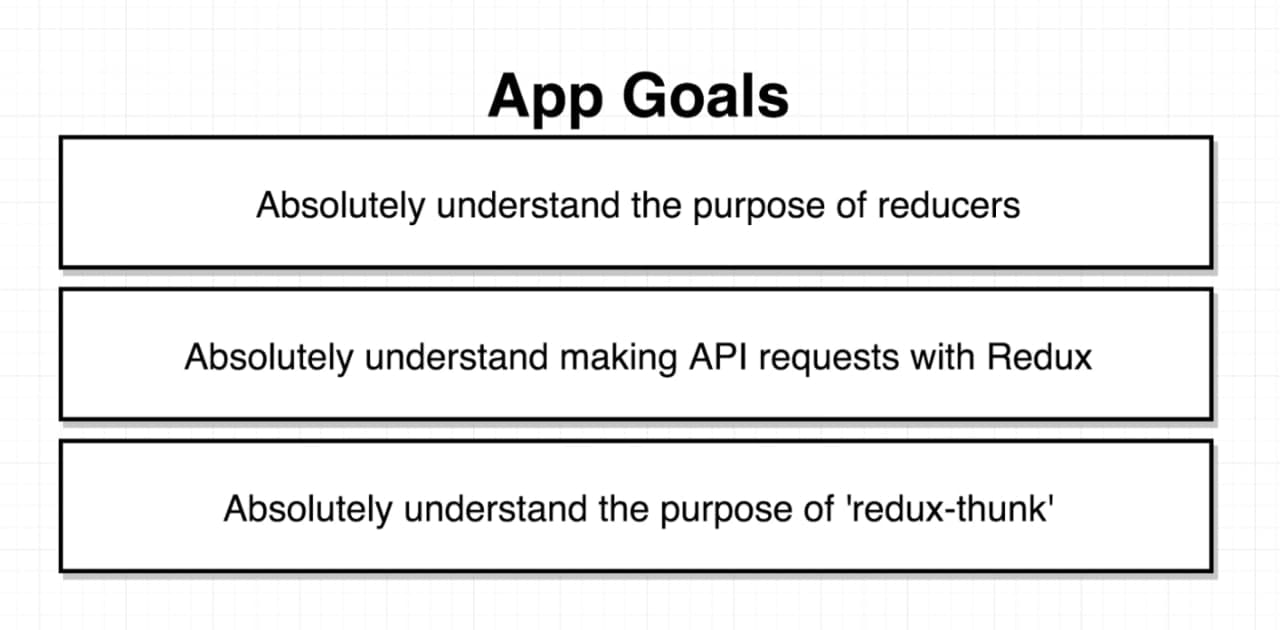 App Goals
Absolutely understand the purpose of reducers
Absolutely understand making API requests with Redux
Absolutely understand the purpose of 'redux-thunk'